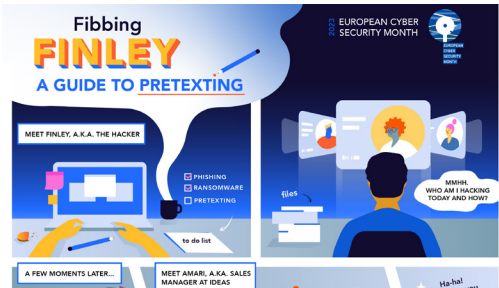 Fibbing
FINLEY
A GUIDE TO PRETEXTING
2023
EUROPEAN CYBER
SECURITY MONTH
EUROPEAN
CYBER
SECURITY
MONTH
MEET FINLEY, A.K.A. THE HACKER
PHISHING
RANSOMWARE
PRETEXTING
to do list
files
MMHH.
WHO AM I HACKING
TODAY AND HOW?
A FEW MOMENTS LATER...
MEET AMARI, A.K.A. SALES
MANAGER AT IDEAS
Ha-ha!